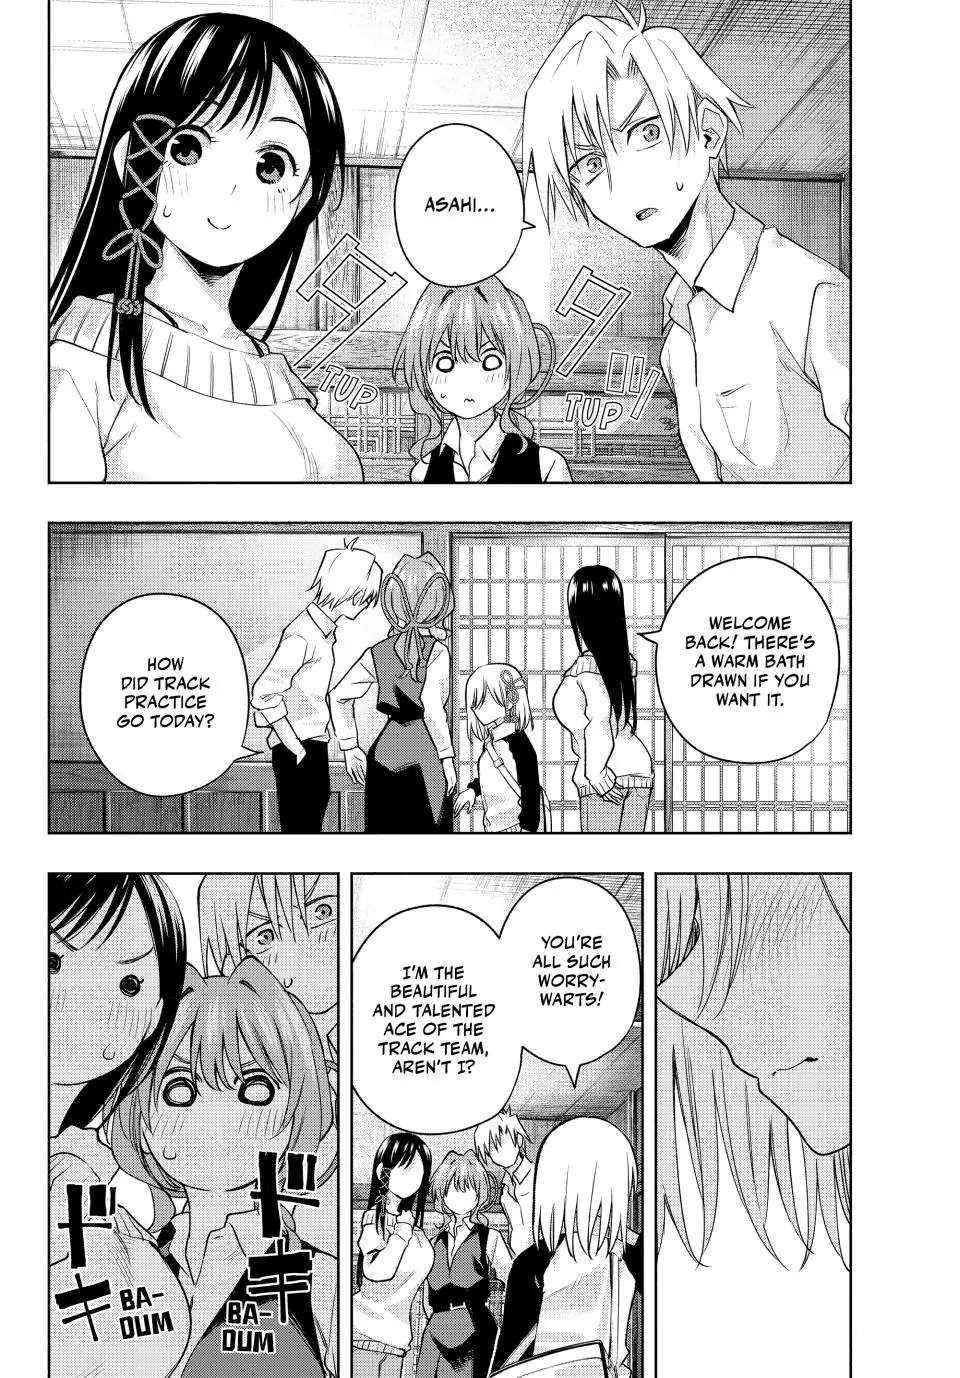 ASAHI...
タッ
TUP
タッ
TUP
WELCOME
BACK! THERE'S
A WARM BATH
DRAWN IF YOU
WANT IT.
HOW
DID TRACK
PRACTICE
GO TODAY?
YOU'RE
ALL SUCH
WORRY-
WARTS!
I'M THE
BEAUTIFUL
AND TALENTED
ACE OF THE
TRACK TEAM,
AREN'T I?
ドキ
BA-
DUM
ドキ
BA-
DUM